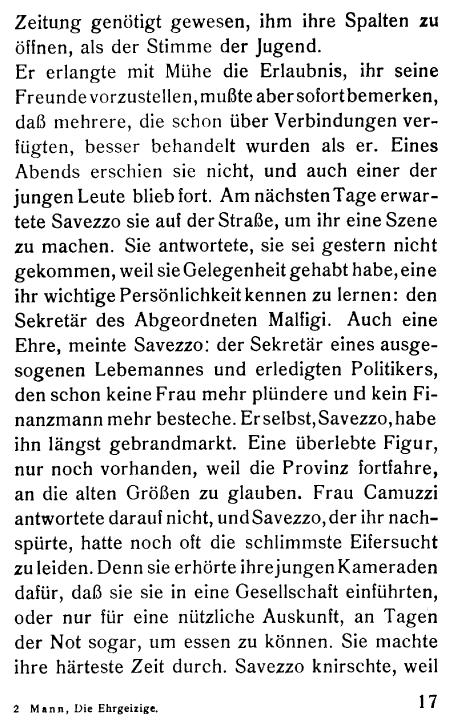 Zeitung genötigt gewesen, ihm ihre Spalten zu
öffnen, als der Stimme der Jugend.
Er erlangte mit Mühe die Erlaubnis, ihr seine
Freunde vorzustellen, mußte aber sofort bemerken,
daß mehrere, die schon über Verbindungen ver-
fügten, besser behandelt wurden als er. Eines
Abends erschien sie nicht, und auch einer der
jungen Leute blieb fort. Am nächsten Tage erwar-
tete Savezzo sie auf der Straße, um ihr eine Szene
zu machen. Sie antwortete, sie sei gestern nicht
gekommen, weil sie Gelegenheit gehabt habe, eine
ihr wichtige Persönlichkeit kennen zu lernen: den
Sekretär des Abgeordneten Malfigi. Auch eine
Ehre, meinte Savezzo: der Sekretär eines ausge-
sogenen Lebemannes und erledigten Politikers,
den schon keine Frau mehr plündere und kein Fi-
nanzmann mehr besteche. Er selbst, Savezzo, habe
ihn längst gebrandmarkt. Eine überlebte Figur,
nur noch vorhanden, weil die Provinz fortfahre,
an die alten Größen zu glauben. Frau Camuzzi
antwortete darauf nicht, und Savezzo, der ihr nach-
spürte, hatte noch oft die schlimmste Eifersucht
zu leiden. Denn sie erhörte ihre jungen Kameraden
dafür, daß sie sie in eine Gesellschaft einführten,
oder nur für eine nützliche Auskunft, an Tagen
der Not sogar, um essen zu können. Sie machte
ihre härteste Zeit durch. Savezzo knirschte, weil
2 Mann, Die Ehrgeizige. 17